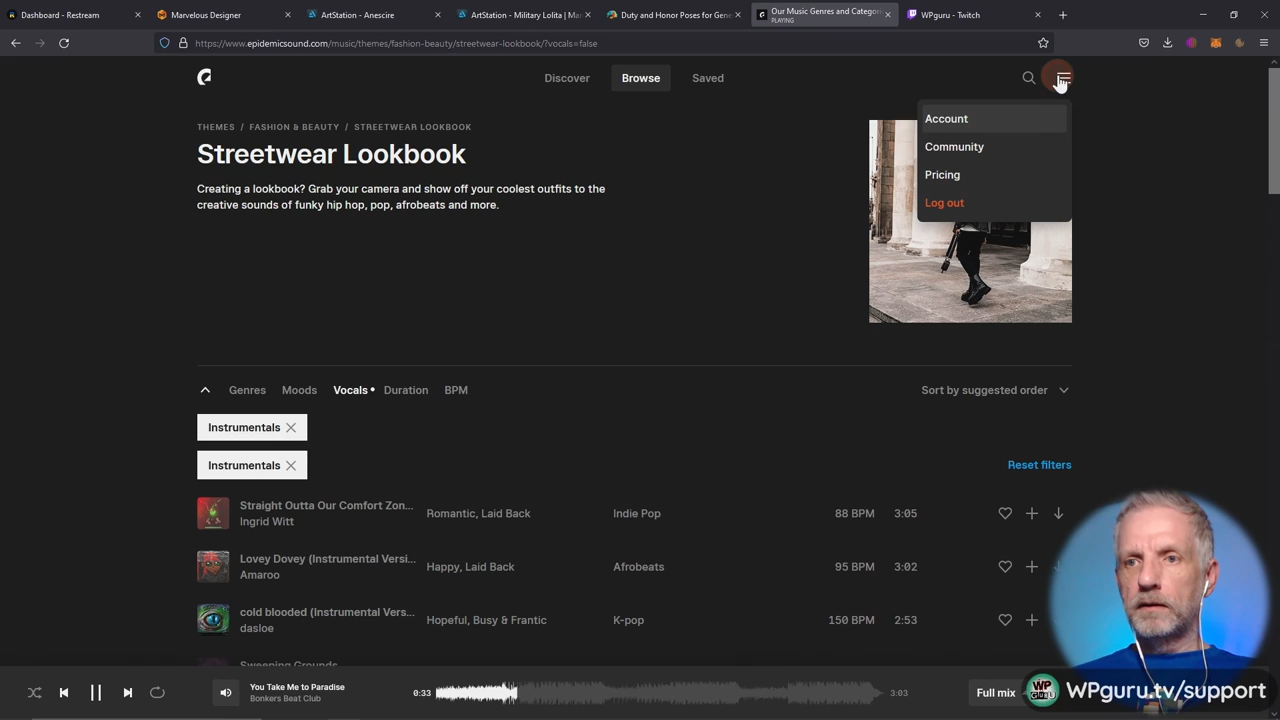 Dashboard - Restream
Marvelous Designer
ArtStation - Anescire
ArtStation - Military Lolita | Mar
Duty and Honor Poses for Gene
Our Music Genres and Categori
PLAYING
WPguru - Twitch
https://www.epidemicsound.com/music/themes/fashion-beauty/streetwear-lookbook/?vocals=false
Discover
Browse
Saved
Account
Community
Pricing
Log out
THEMES / FASHION & BEAUTY / STREETWEAR LOOKBOOK
Streetwear Lookbook
Creating a lookbook? Grab your camera and show off your coolest outfits to the
creative sounds of funky hip hop, pop, afrobeats and more.
Genres
Moods
Vocals •
Duration
BPM
Sort by suggested order
Instrumentals
Instrumentals
Reset filters
Straight Outta Our Comfort Zon...
Ingrid Witt
Romantic, Laid Back
Indie Pop
88 BPM
3:05
Lovey Dovey (Instrumental Versi...
Amaroo
Happy, Laid Back
Afrobeats
95 BPM
3:02
cold blooded (Instrumental Vers...
dasloe
Hopeful, Busy & Frantic
K-pop
150 BPM
2:53
Sweeping Grounds
You Take Me to Paradise
Bonkers Beat Club
0:33
3:03
Full mix
WP
GURU
WPguru.tv/support